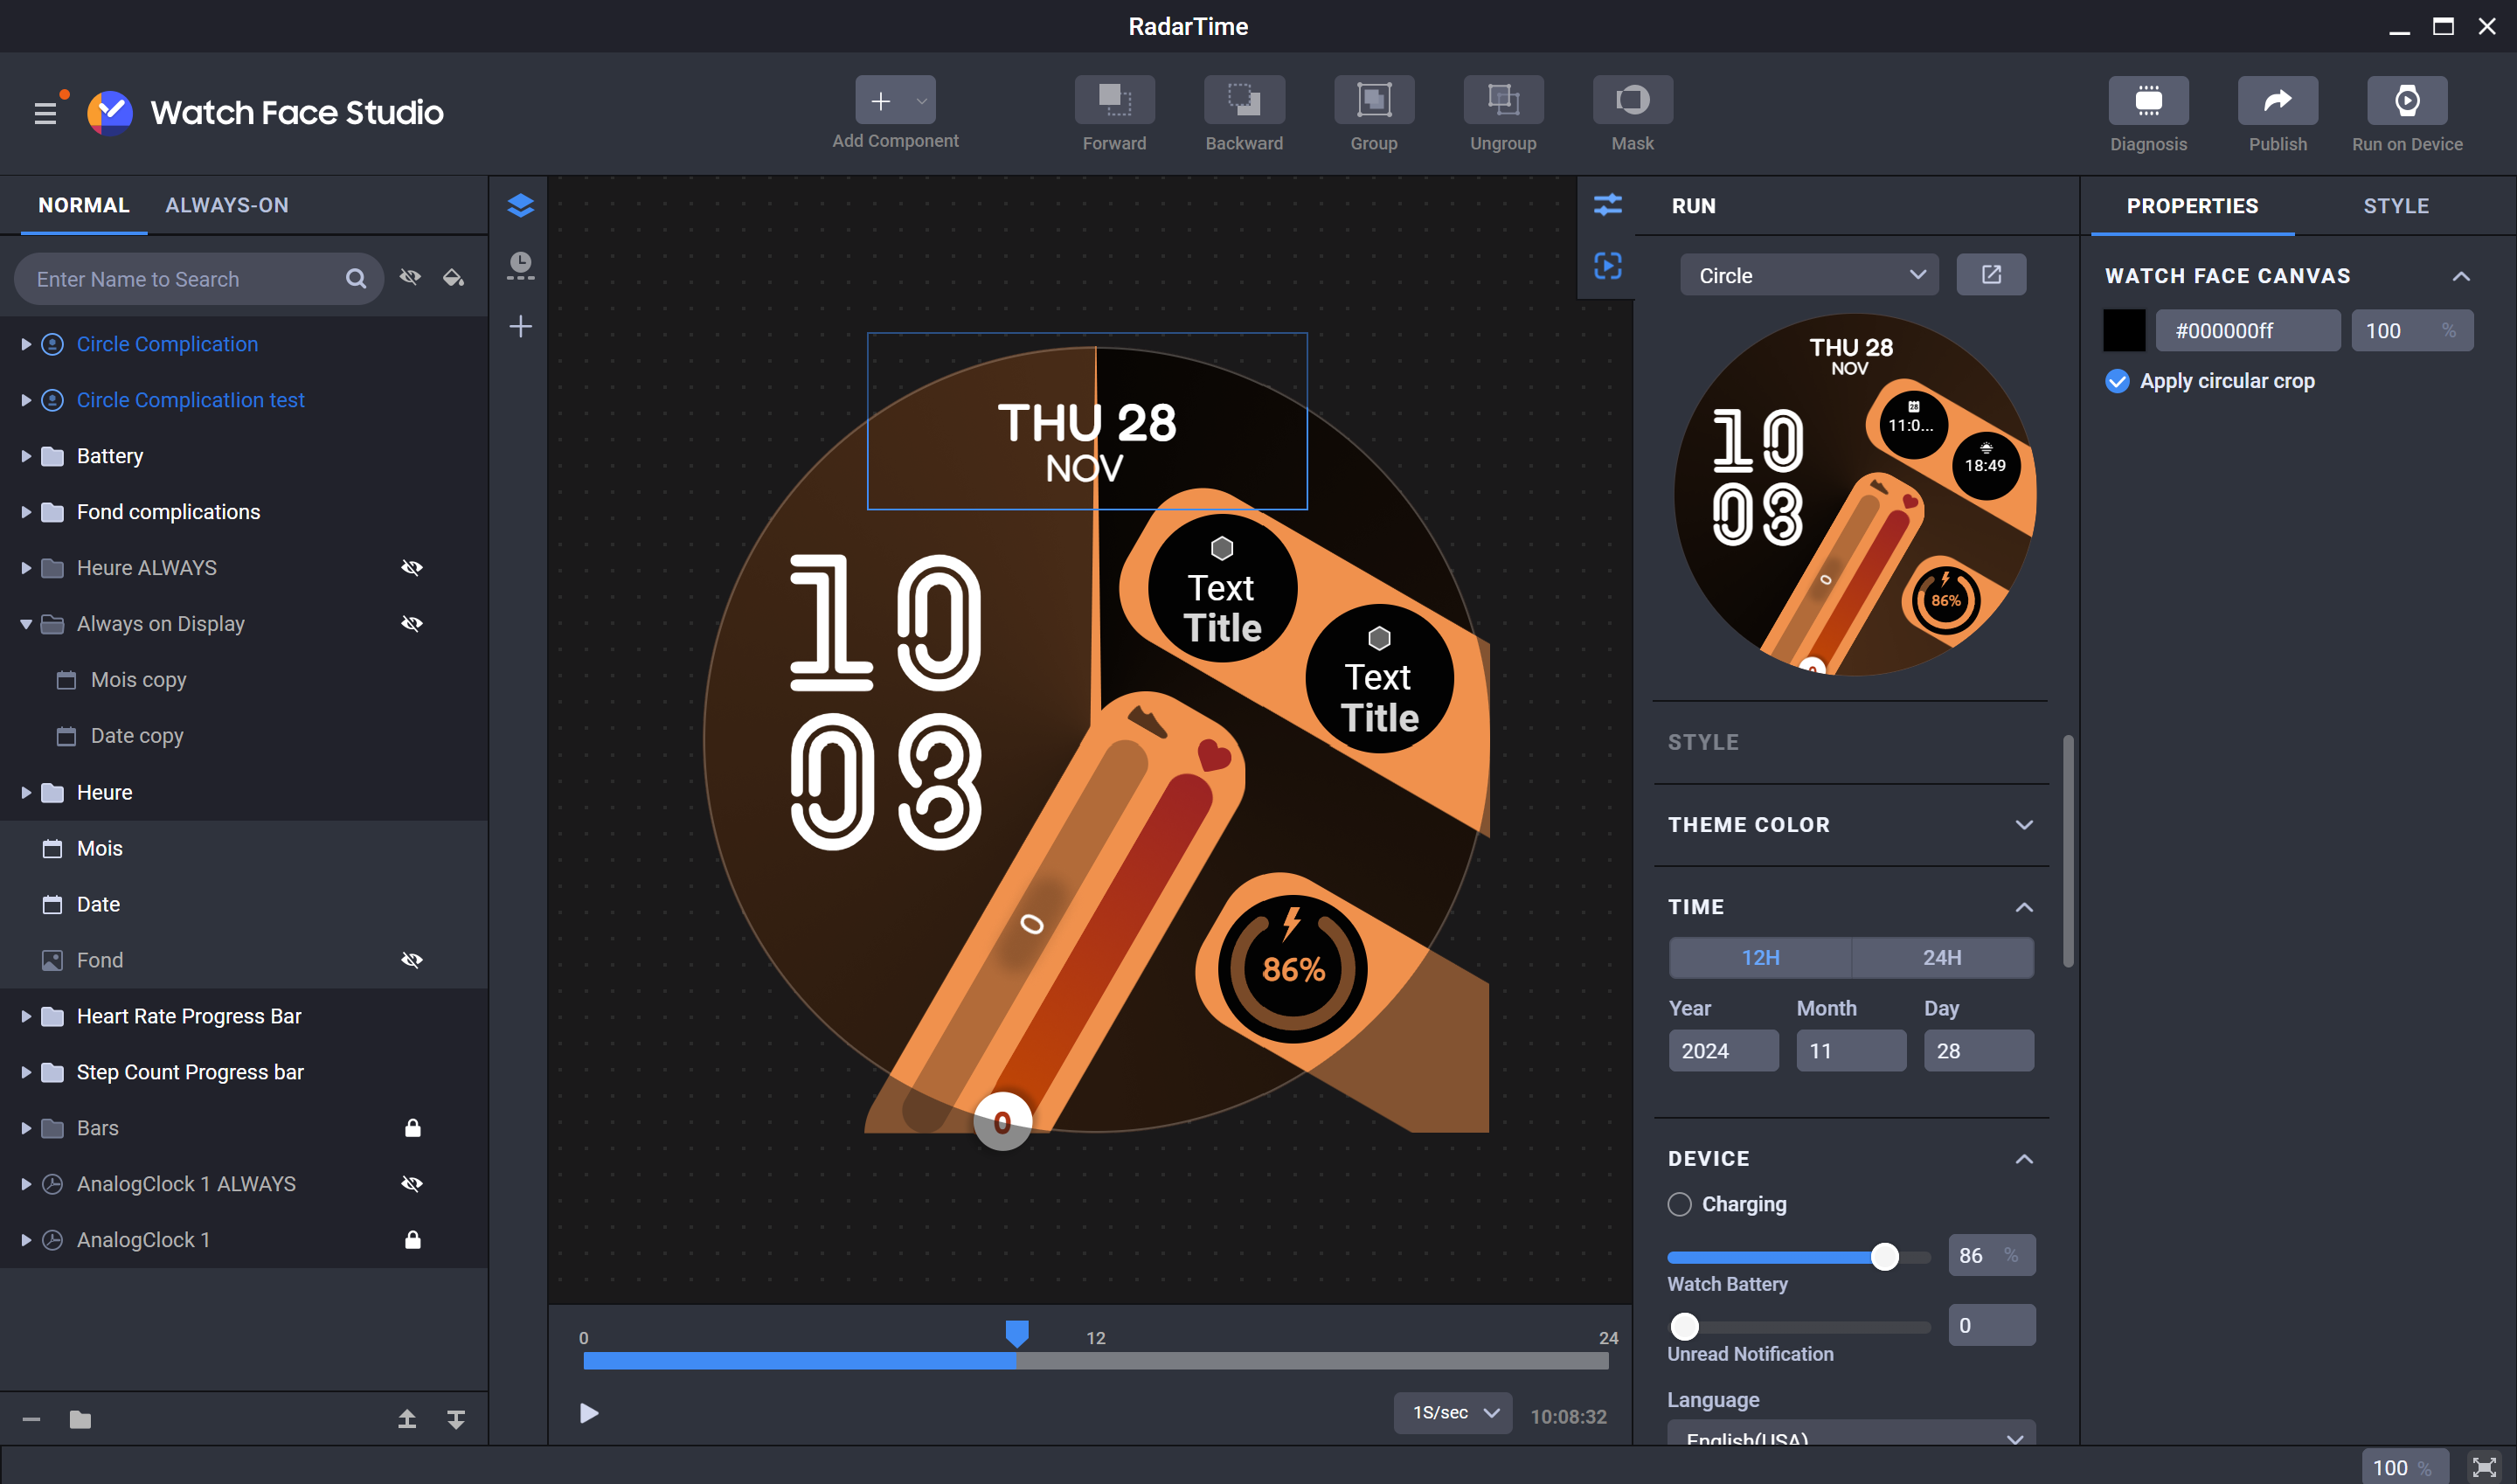 RadarTime
Watch Face Studio
Add Component
Forward
Backward
Group
Ungroup
Mask
Diagnosis
Publish
Run on Device
NORMAL
ALWAYS-ON
Enter Name to Search
Circle Complication
Circle Complicatlion test
Battery
Fond complications
Heure ALWAYS
Always on Display
Mois copy
Date copy
Heure
Mois
Date
Fond
Heart Rate Progress Bar
Step Count Progress bar
Bars
AnalogClock 1 ALWAYS
AnalogClock 1
THU 28
NOV
10
03
Text
Title
Text
Title
0
86%
0
0
12
24
1S/sec
10:08:32
RUN
Circle
THU 28
NOV
10
03
28
11:0...
18:49
0
86%
0
STYLE
THEME COLOR
TIME
12H
24H
Year
Month
Day
2024
11
28
DEVICE
Charging
86 %
Watch Battery
0
Unread Notification
Language
English(USA)
PROPERTIES
STYLE
WATCH FACE CANVAS
#000000ff
100 %
Apply circular crop
100 %